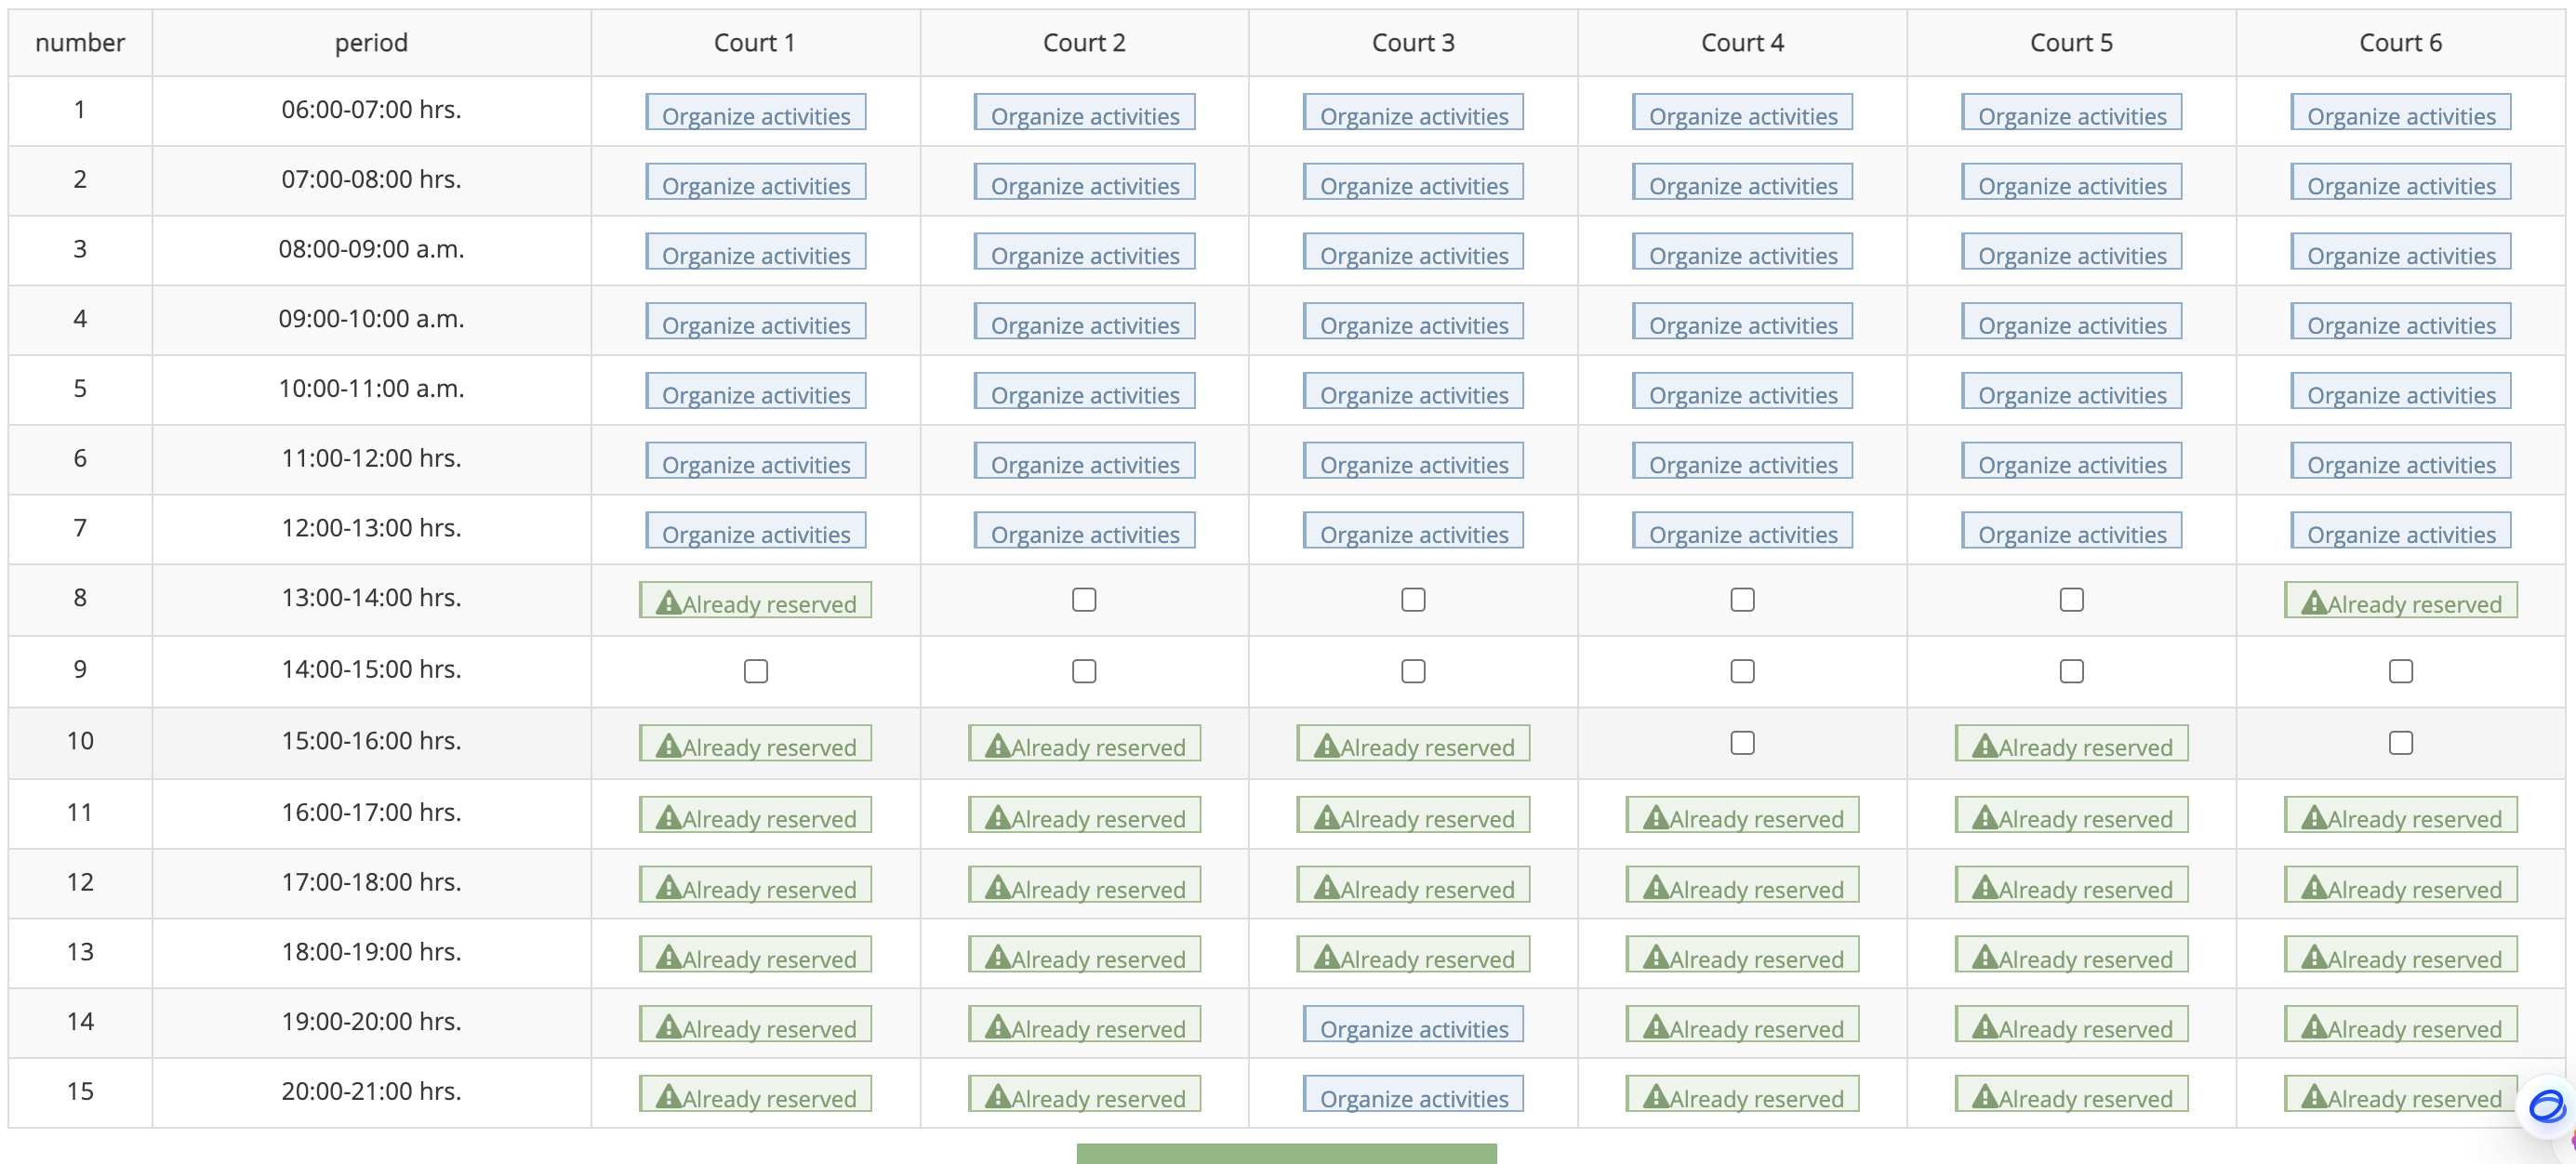 number period Court 1 Court 2 Court 3 Court 4 Court 5 Court 6
1 06:00-07:00 hrs. Organize activities Organize activities Organize activities Organize activities Organize activities Organize activities
2 07:00-08:00 hrs. Organize activities Organize activities Organize activities Organize activities Organize activities Organize activities
3 08:00-09:00 a.m. Organize activities Organize activities Organize activities Organize activities Organize activities Organize activities
4 09:00-10:00 a.m. Organize activities Organize activities Organize activities Organize activities Organize activities Organize activities
5 10:00-11:00 a.m. Organize activities Organize activities Organize activities Organize activities Organize activities Organize activities
6 11:00-12:00 hrs. Organize activities Organize activities Organize activities Organize activities Organize activities Organize activities
7 12:00-13:00 hrs. Organize activities Organize activities Organize activities Organize activities Organize activities Organize activities
8 13:00-14:00 hrs. Already reserved Already reserved
9 14:00-15:00 hrs.
10 15:00-16:00 hrs. Already reserved Already reserved Already reserved Already reserved
11 16:00-17:00 hrs. Already reserved Already reserved Already reserved Already reserved Already reserved Already reserved
12 17:00-18:00 hrs. Already reserved Already reserved Already reserved Already reserved Already reserved Already reserved
13 18:00-19:00 hrs. Already reserved Already reserved Already reserved Already reserved Already reserved Already reserved
14 19:00-20:00 hrs. Already reserved Already reserved Organize activities Already reserved Already reserved Already reserved
15 20:00-21:00 hrs. Already reserved Already reserved Organize activities Already reserved Already reserved Already reserved